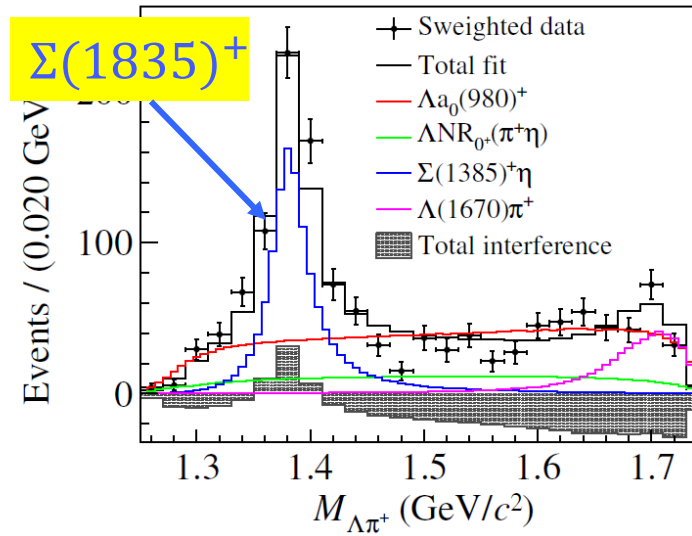 Σ(1835)⁺
Sweighted data
Total fit
Λa₀(980)⁺
ΛNR₀₊(π⁺η)
Σ(1385)⁺η
Λ(1670)π⁺
Total interference
Events / (0.020 GeV
100
0
1.3 1.4 1.5 1.6 1.7
M_Λπ⁺ (GeV/c²)